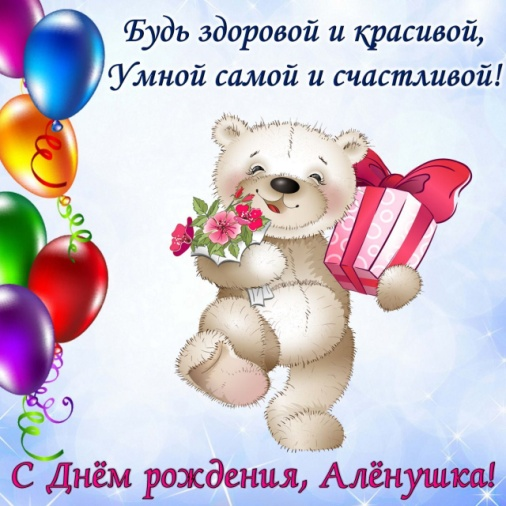 Будь здоровой и красивой,
Умной самой и счастливой!
С Днём рождения, Алёнушка!